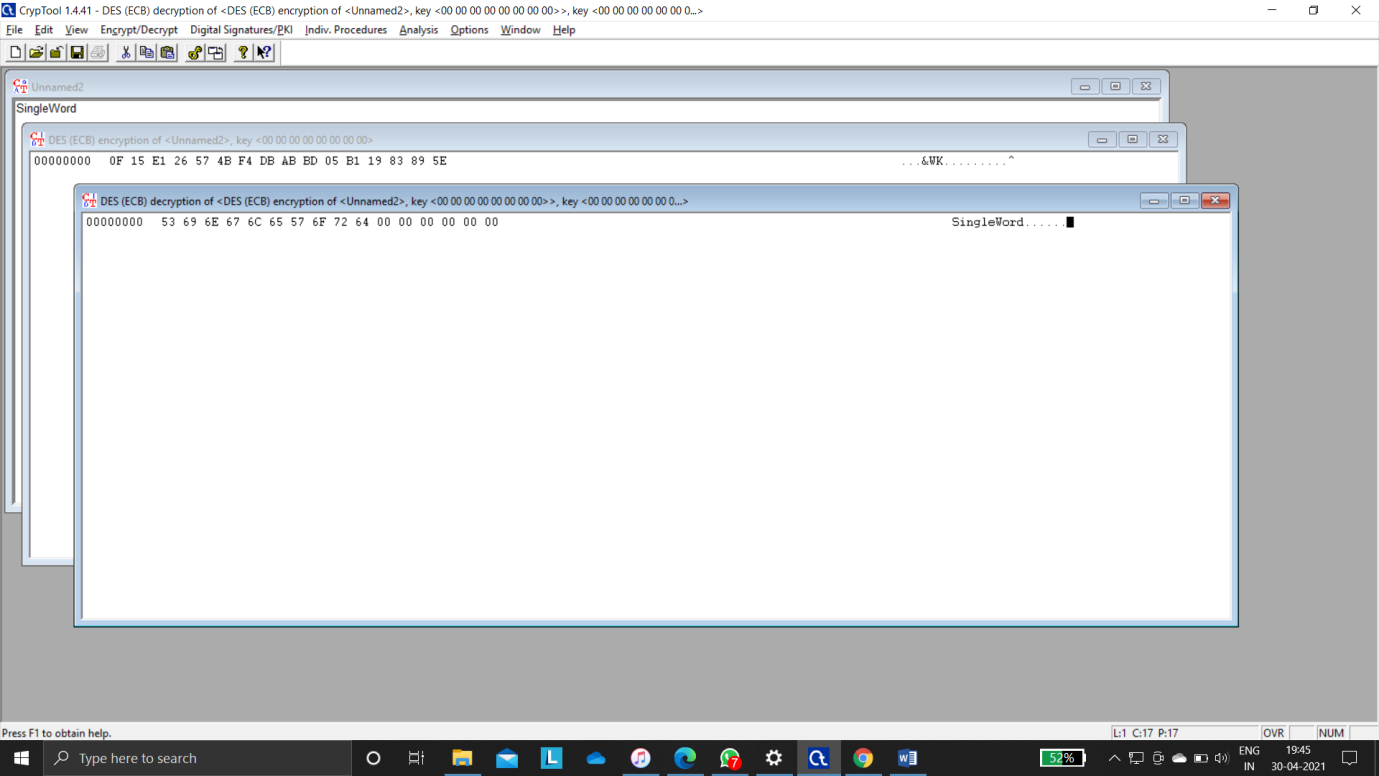 CrypTool 1.4.41 - DES (ECB) decryption of <DES (ECB) encryption of <Unnamed2>, key <00 00 00 00 00 00 00 00>>, key <00 00 00 00 00 00 0...>
File Edit View Encrypt/Decrypt Digital Signatures/PKI Indiv. Procedures Analysis Options Window Help
Unnamed2
SingleWord
DES (ECB) encryption of <Unnamed2>, key <00 00 00 00 00 00 00 00>
00000000 0F 15 E1 26 57 4B F4 DB AB BD 05 B1 19 83 89 5E ...&WK.........^
DES (ECB) decryption of <DES (ECB) encryption of <Unnamed2>, key <00 00 00 00 00 00 00 00>>, key <00 00 00 00 00 00 0...>
00000000 53 69 6E 67 6C 65 57 6F 72 64 00 00 00 00 00 00 SingleWord......
Press F1 to obtain help.
L:1 C:17 P:17 OVR NUM
Type here to search
L
7
Ct
W
52%
ENG
IN
19:45
30-04-2021